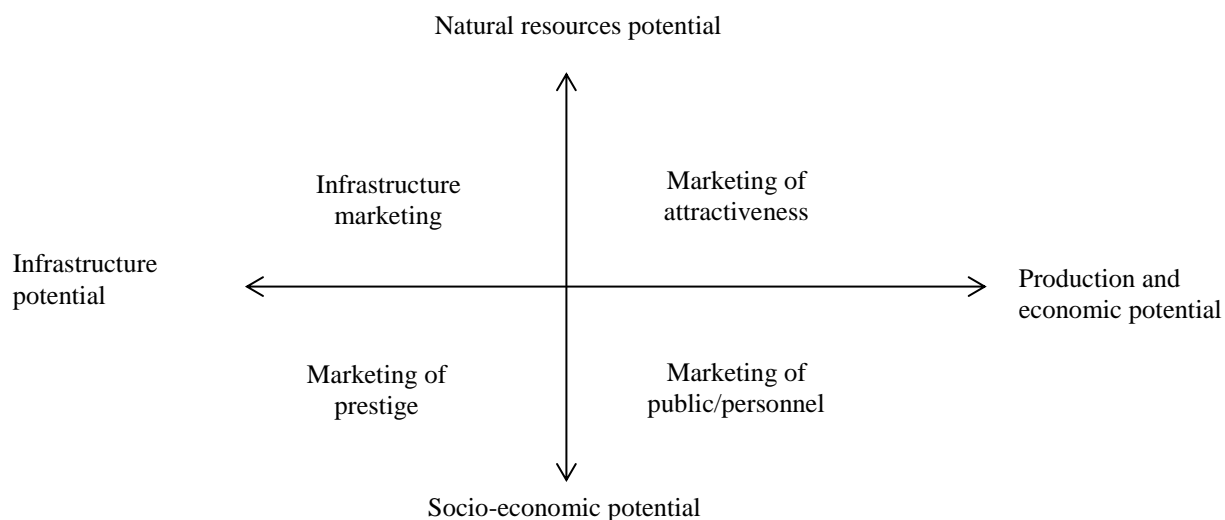 Natural resources potential
Infrastructure
marketing
Marketing of
attractiveness
Infrastructure
potential
Production and
economic potential
Marketing of
prestige
Marketing of
public/personnel
Socio-economic potential